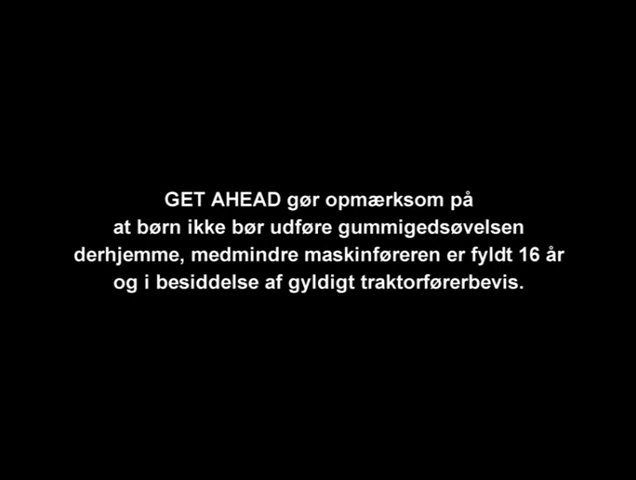 GET AHEAD gør opmærksom på
at børn ikke bør udføre gummigedsøvelsen
derhjemme, medmindre maskinføreren er fyldt 16 år
og i besiddelse af gyldigt traktorførerbevis.